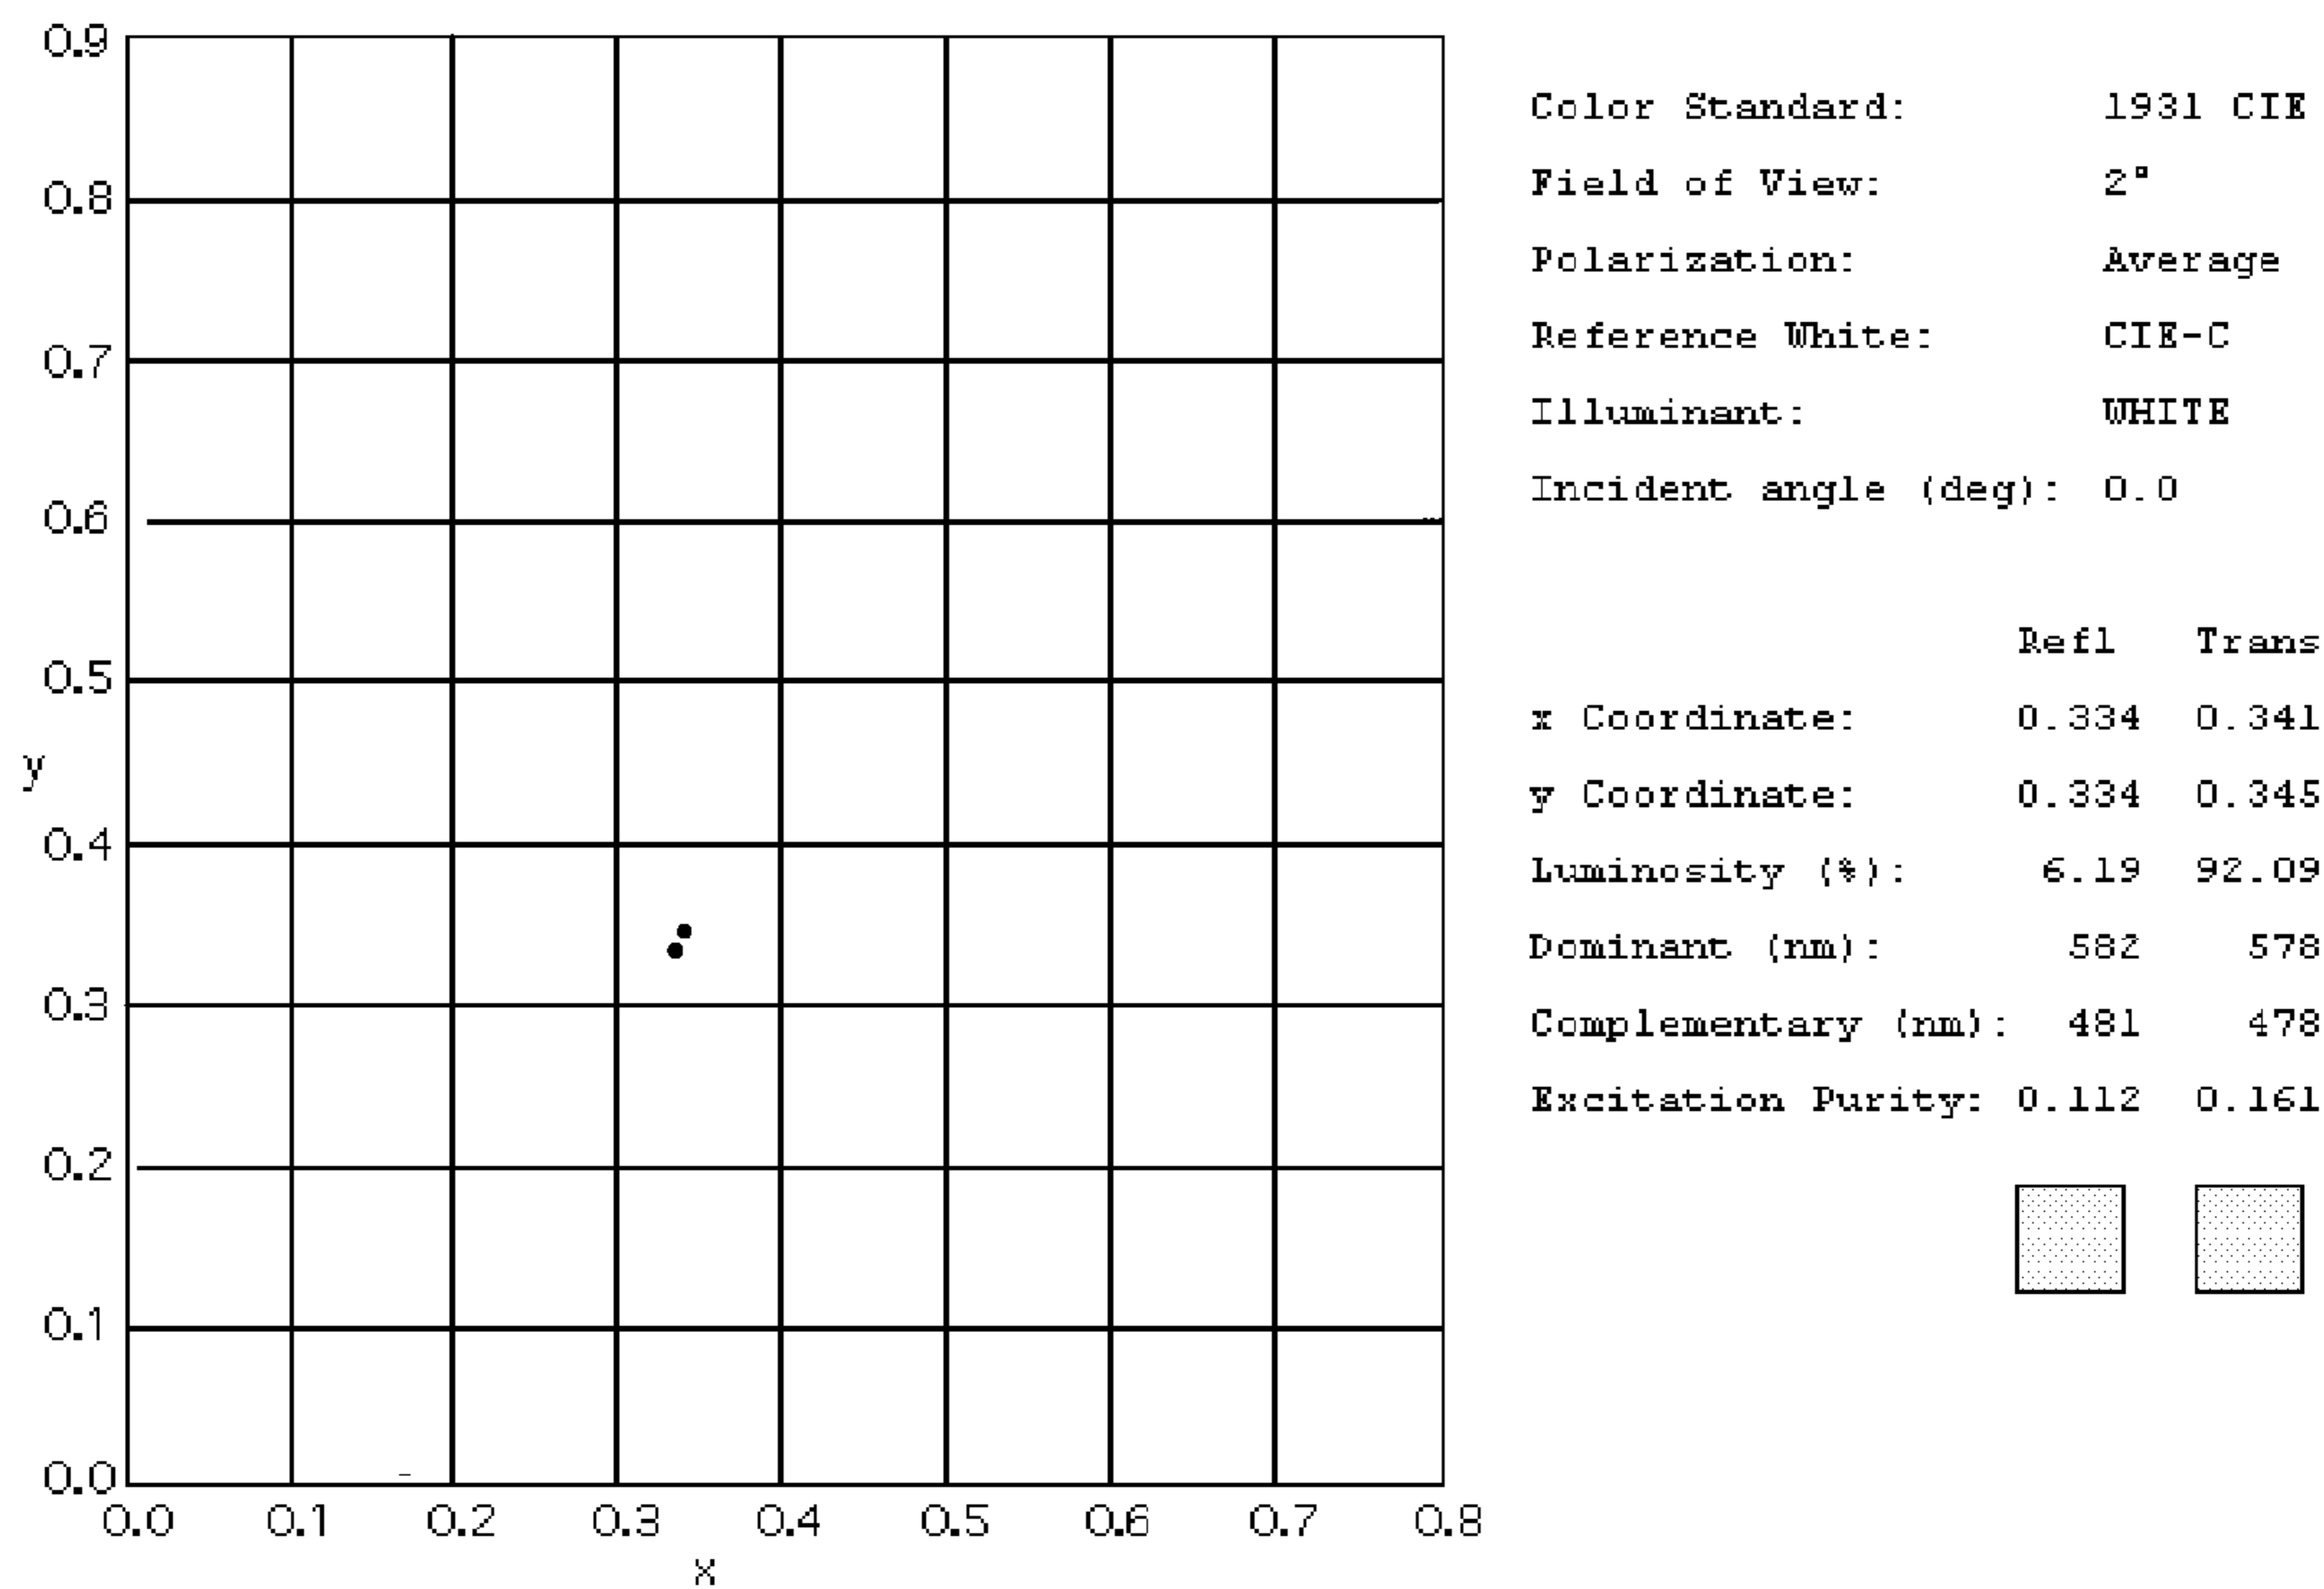 0.9
0.8
0.7
0.6
0.5
y
0.4
0.3
0.2
0.1
0.0
0.0 0.1 0.2 0.3 0.4 0.5 0.6 0.7 0.8
x
Color Standard: 1931 CIE
Field of View: 2°
Polarization: Average
Reference White: CIE-C
Illuminant: WHITE
Incident angle (deg): 0.0
Refl Trans
x Coordinate: 0.334 0.341
y Coordinate: 0.334 0.345
Luminosity (%): 6.19 92.09
Dominant (nm): 582 578
Complementary (nm): 481 478
Excitation Purity: 0.112 0.161